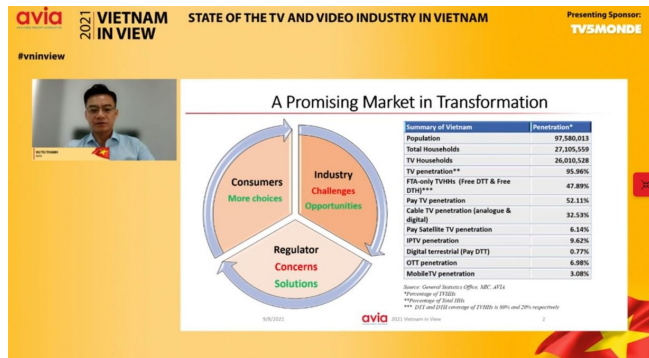 avia
2021 VIETNAM IN VIEW
STATE OF THE TV AND VIDEO INDUSTRY IN VIETNAM
Presenting Sponsor:
TV5MONDE
#vninview
VU TU THANH
A Promising Market in Transformation
Consumers
More choices
Industry
Challenges
Opportunities
Regulator
Concerns
Solutions
Summary of Vietnam Penetration*
Population 97,580,013
Total Households 27,105,559
TV Households 26,010,528
TV penetration** 95.96%
FTA-only TVHHs (Free DTT & Free DTH)*** 47.89%
Pay TV penetration 52.11%
Cable TV penetration (analogue & digital) 32.53%
Pay Satellite TV penetration 6.14%
IPTV penetration 9.62%
Digital terrestrial (Pay DTT) 0.77%
OTT penetration 6.98%
MobileTV penetration 3.08%
Source: General Statistics Office, ABC, AVIA
*Percentage of TVHHs
**Percentage of Total HHs
*** DTT and DTH coverage of TVHHs is 80% and 20% respectively
9/9/2021
avia 2021 Vietnam in View
2